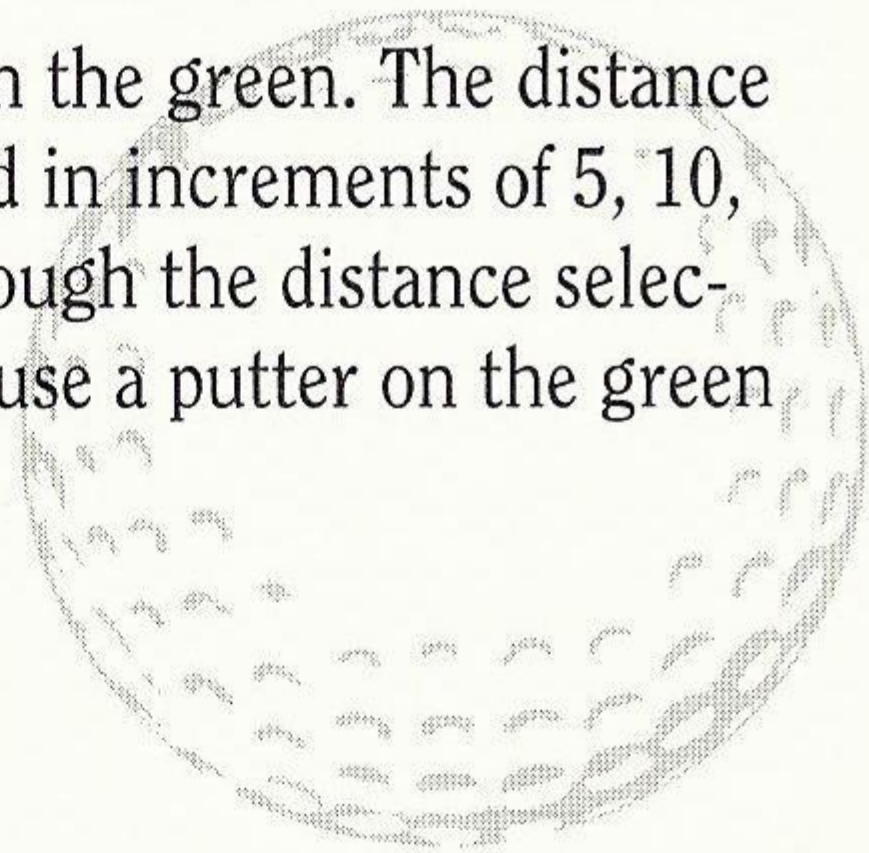 the green. The distance
in increments of 5, 10,
the distance selec-
use a putter on the green